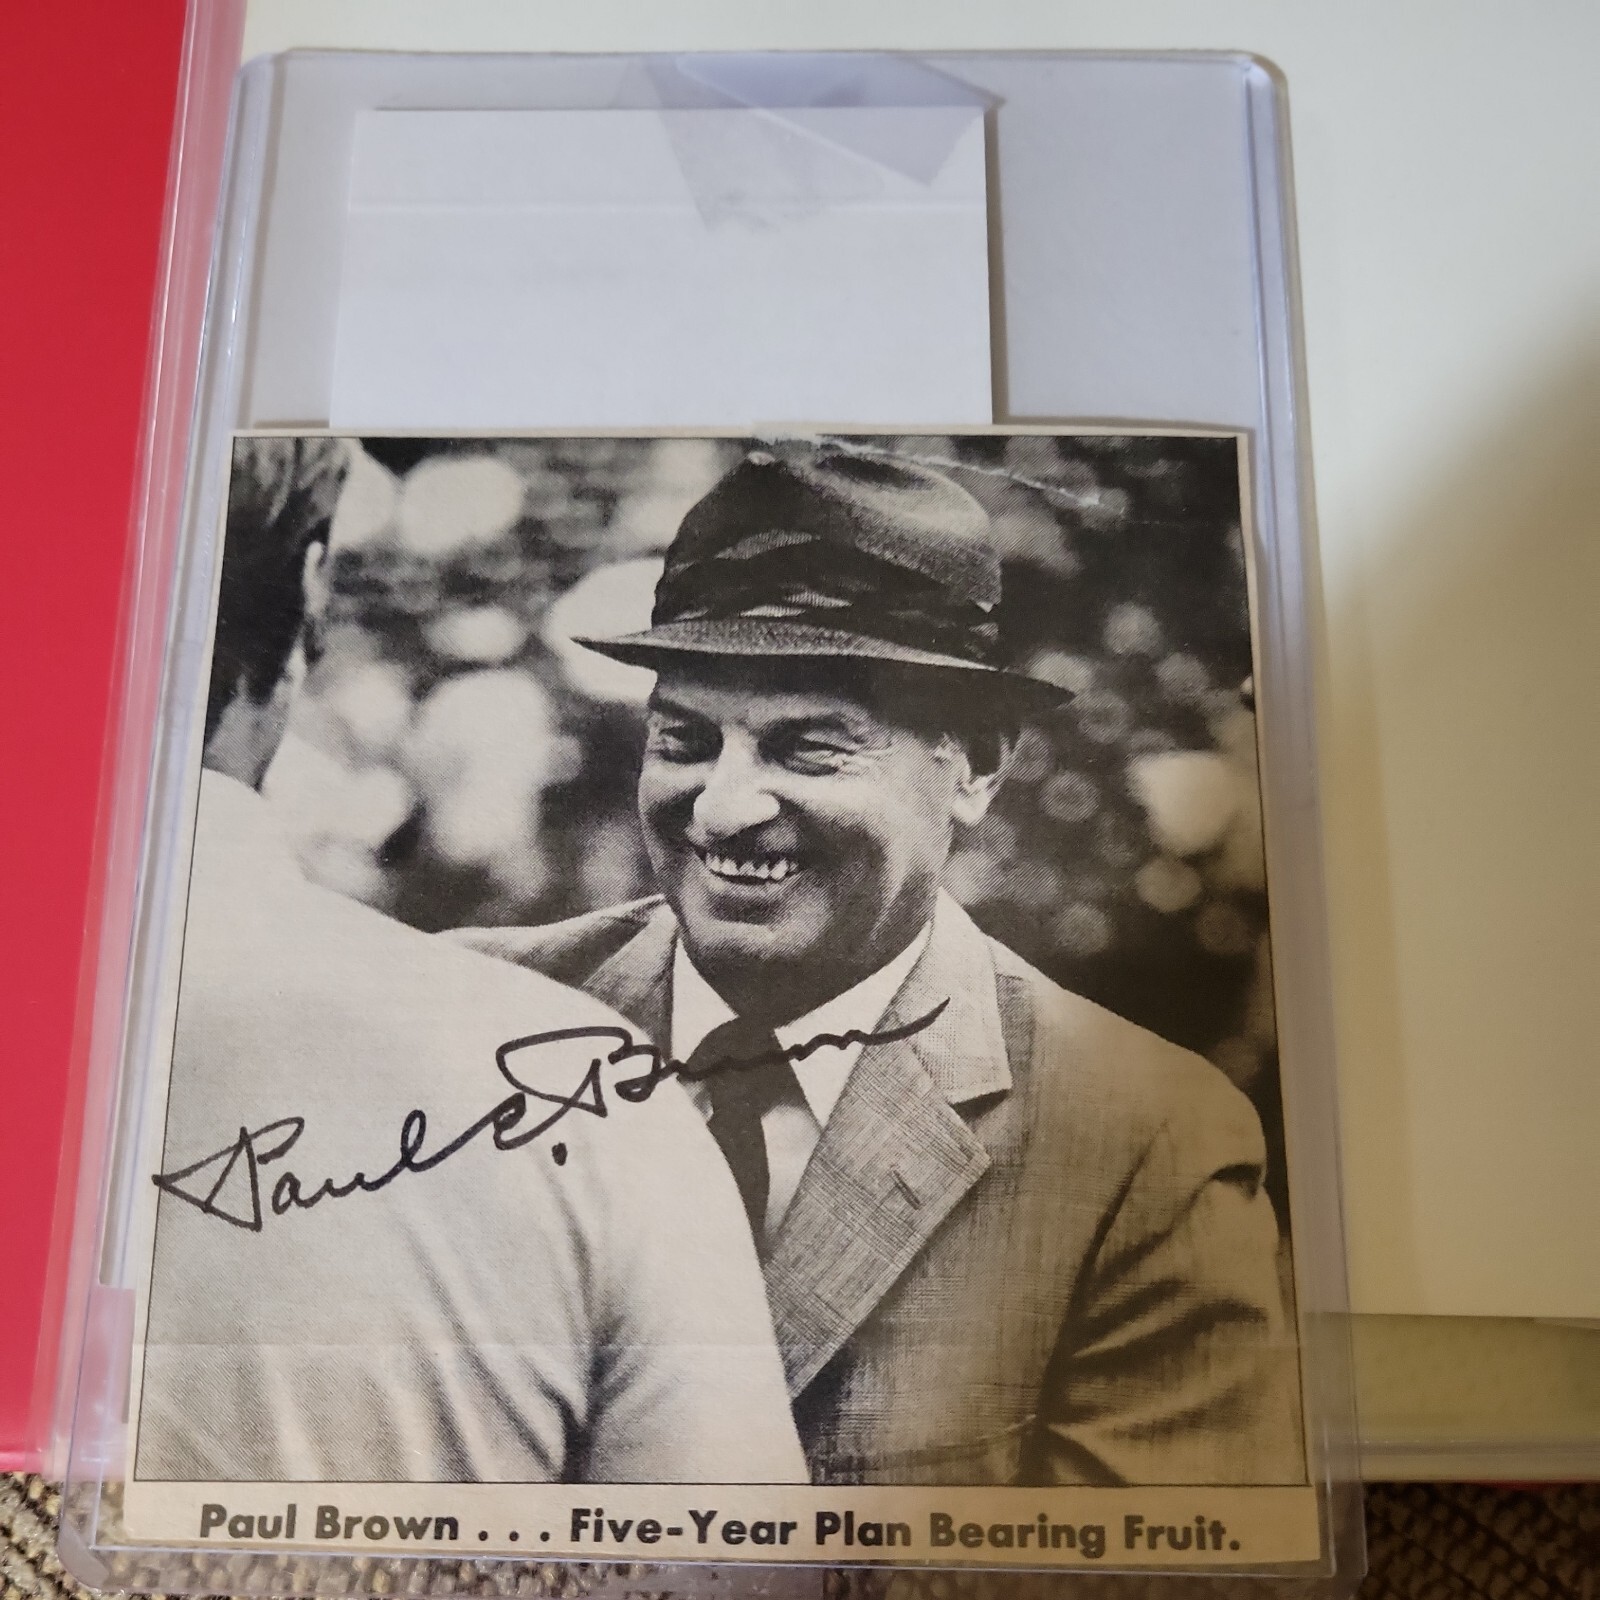 Paul E. Brown
Paul Brown . . . Five-Year Plan Bearing Fruit.